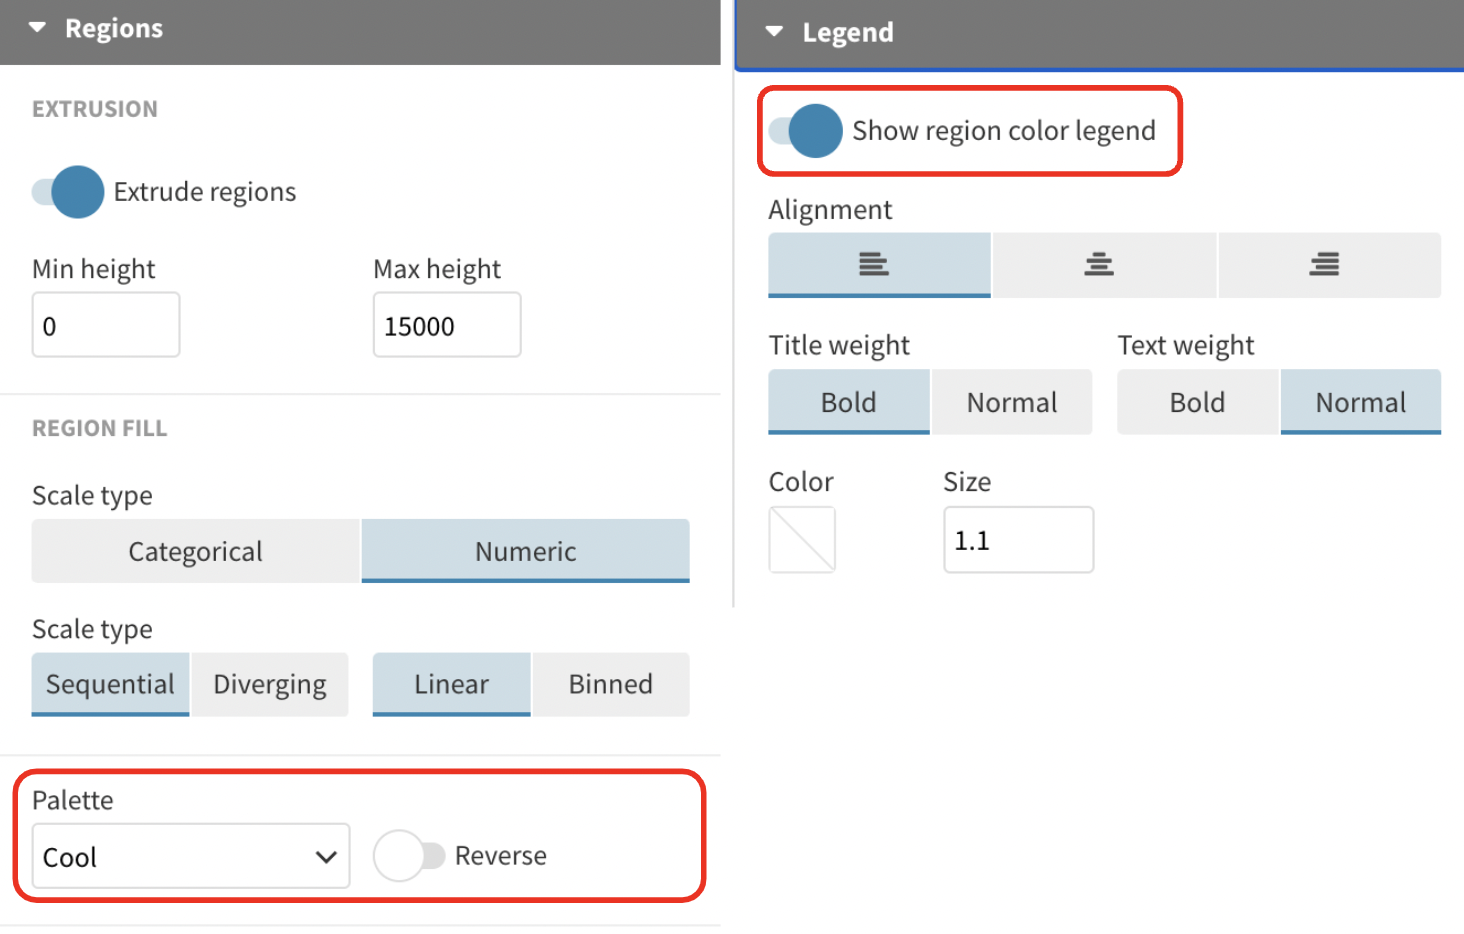 Regions
EXTRUSION
Extrude regions
Min height Max height
0 15000
REGION FILL
Scale type
Categorical Numeric
Scale type
Sequential Diverging Linear Binned
Palette
Cool Reverse
Legend
Show region color legend
Alignment
Title weight Text weight
Bold Normal Bold Normal
Color Size
1.1